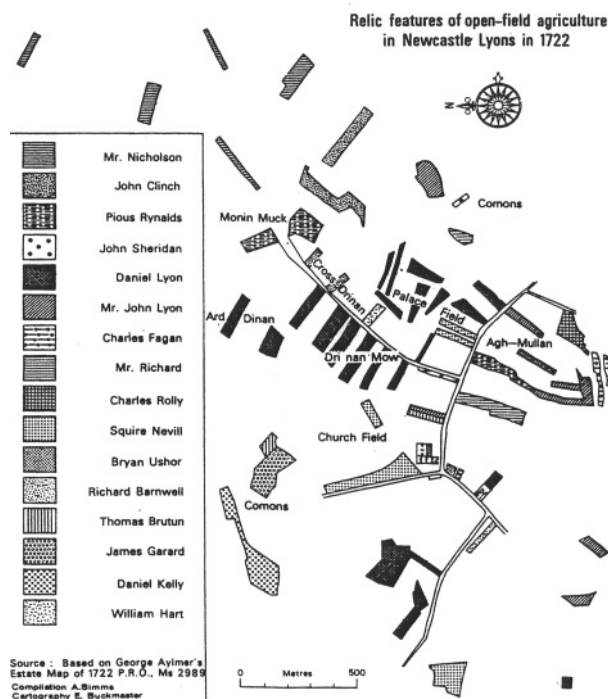 Relic features of open-field agriculture
in Newcastle Lyons in 1722
N
Mr. Nicholson
John Clinch
Pious Rynalds
John Sheridan
Daniel Lyon
Mr. John Lyon
Charles Fagan
Mr. Richard
Charles Rolly
Squire Nevill
Bryan Ushor
Richard Barnwell
Thomas Brutun
James Garard
Daniel Kelly
William Hart
Comons
Monin Muck
Cross Drinan
Palace
Field
Ard Dinan
Dri nan Mow
Agh-Mullan
Church Field
Comons
Source : Based on George Aylmer's
Estate Map of 1722 P.R.O., Ms 2989
Compilation A.Simms
Cartography E. Buckmaster
0 Metres 500